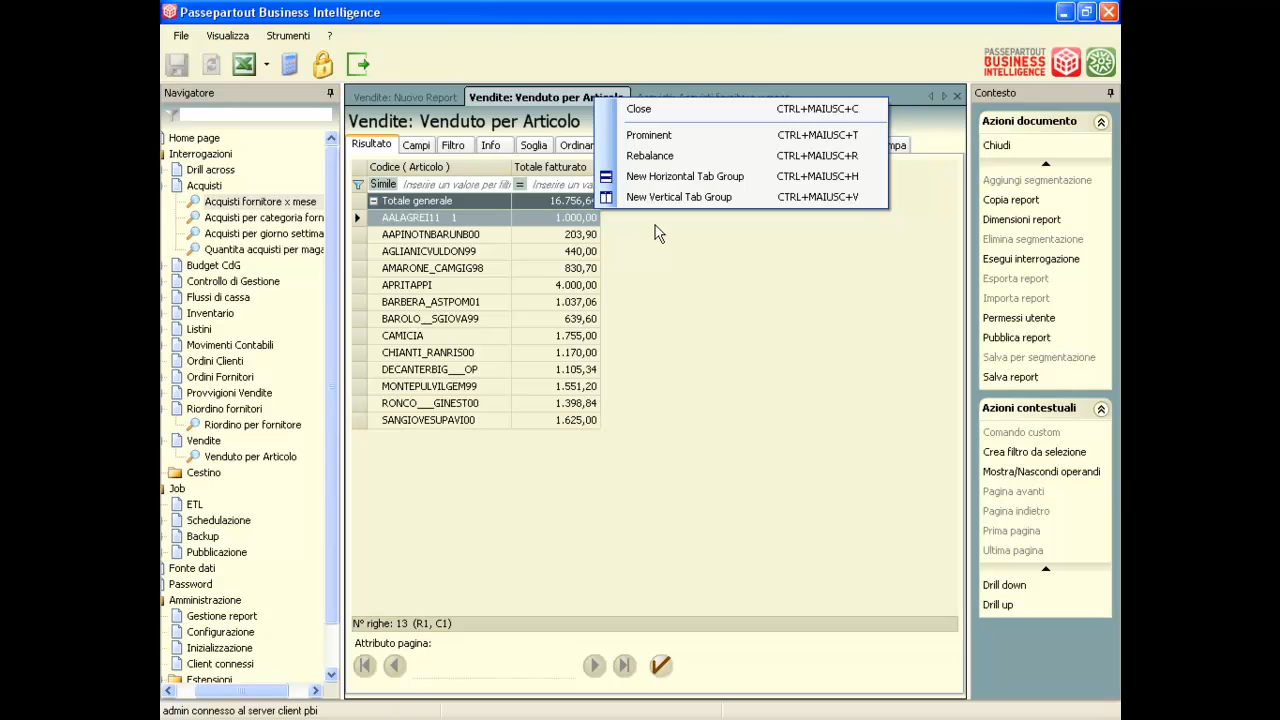 Passepartout Business Intelligence
File Visualizza Strumenti ?
PASSEPARTOUT
BUSINESS
INTELLIGENCE
Navigatore
Home page
Interrogazioni
Drill across
Acquisti
Acquisti fornitore x mese
Acquisti per categoria forn
Acquisti per giorno settima
Quantita acquisti per maga
Budget CdG
Controllo di Gestione
Flussi di cassa
Inventario
Listini
Movimenti Contabili
Ordini Clienti
Ordini Fornitori
Provvigioni Vendite
Riordino fornitori
Riordino per fornitore
Vendite
Venduto per Articolo
Cestino
Job
ETL
Schedulazione
Backup
Pubblicazione
Fonte dati
Password
Amministrazione
Gestione report
Configurazione
Inizializzazione
Client connessi
Estensioni
Vendite: Nuovo Report Vendite: Venduto per Articolo
Vendite: Venduto per Articolo
Risultato Campi Filtro Info Soglia Ordinar mpa
Close CTRL+MAIUSC+C
Prominent CTRL+MAIUSC+T
Rebalance CTRL+MAIUSC+R
New Horizontal Tab Group CTRL+MAIUSC+H
New Vertical Tab Group CTRL+MAIUSC+V
Codice ( Articolo ) Totale fatturato
Simile Inserire un valore per filt = Inserire un va
Totale generale 16.756,6
AALAGREI11 1 1.000,00
AAPINOTNBARUNB00 203,90
AGLIANICVULDON99 440,00
AMARONE_CAMGIG98 830,70
APRITAPPI 4.000,00
BARBERA_ASTPOM01 1.037,06
BAROLO__SGIOVA99 639,60
CAMICIA 1.755,00
CHIANTI_RANRIS00 1.170,00
DECANTERBIG___OP 1.105,34
MONTEPULVILGEM99 1.551,20
RONCO___GINEST00 1.398,84
SANGIOVESUPAVI00 1.625,00
N° righe: 13 (R1, C1)
Attributo pagina:
Contesto
Azioni documento
Chiudi
Aggiungi segmentazione
Copia report
Dimensioni report
Elimina segmentazione
Esegui interrogazione
Esporta report
Importa report
Permessi utente
Pubblica report
Salva per segmentazione
Salva report
Azioni contestuali
Comando custom
Crea filtro da selezione
Mostra/Nascondi operandi
Pagina avanti
Pagina indietro
Prima pagina
Ultima pagina
Drill down
Drill up
admin connesso al server client pbi